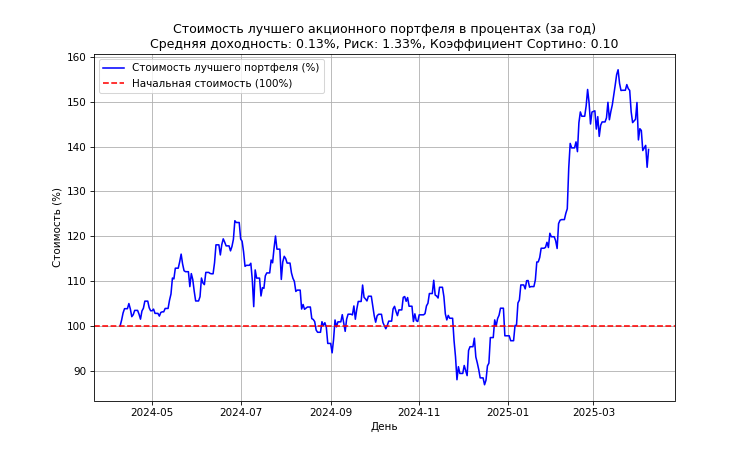 Стоимость лучшего акционного портфеля в процентах (за год)
Средняя доходность: 0.13%, Риск: 1.33%, Коэффициент Сортино: 0.10
Стоимость лучшего портфеля (%)
Начальная стоимость (100%)
Стоимость (%)
160
150
140
130
120
110
100
90
2024-05 2024-07 2024-09 2024-11 2025-01 2025-03
День